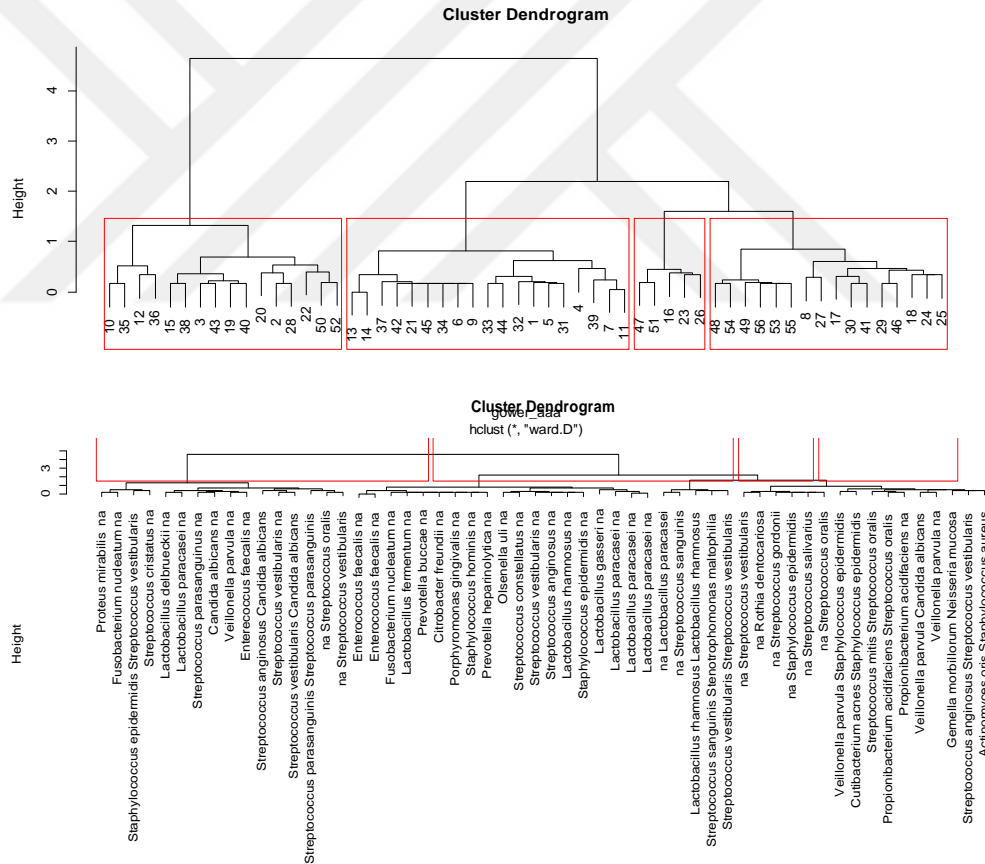 Cluster Dendrogram
Height
4
3
2
1
0
10
35
12
36
15
38
3
43
19
40
20
2
28
22
50
52
13
14
37
42
21
45
34
6
9
33
44
32
1
5
31
4
39
7
11
47
51
16
23
26
48
54
49
56
53
55
8
27
17
30
41
29
46
18
24
25
Cluster Dendrogram
gower_aaa
hclust (*, "ward.D")
Height
3
0
Proteus mirabilis na
Fusobacterium nucleatum na
Staphylococcus epidermidis Streptococcus vestibularis
Streptococcus cristatus na
Lactobacillus delbrueckii na
Lactobacillus paracasei na
Streptococcus parasanguinus na
Candida albicans na
Veillonella parvula na
Enterococcus faecalis na
Streptococcus anginosus Candida albicans
Streptococcus vestibularis na
Streptococcus vestibularis Candida albicans
Streptococcus parasanguinis Streptococcus parasanguinis
na Streptococcus oralis
na Streptococcus vestibularis
Enterococcus faecalis na
Enterococcus faecalis na
Fusobacterium nucleatum na
Lactobacillus fermentum na
Prevotella buccae na
Citrobacter freundii na
Porphyromonas gingivalis na
Staphylococcus hominis na
Prevotella heparinolytica na
Olsenella uli na
Streptococcus constellatus na
Streptococcus vestibularis na
Streptococcus anginosus na
Lactobacillus rhamnosus na
Staphylococcus epidermidis na
Lactobacillus gasseri na
Lactobacillus paracasei na
Lactobacillus paracasei na
Lactobacillus paracasei na
na Lactobacillus paracasei
na Streptococcus sanguinis
Lactobacillus rhamnosus Lactobacillus rhamnosus
Streptococcus sanguinis Stenotrophomonas maltophilia
Streptococcus vestibularis Streptococcus vestibularis
na Streptococcus vestibularis
na Rothia dentocariosa
na Streptococcus gordonii
na Staphylococcus epidermidis
na Streptococcus salivarius
na Streptococcus oralis
Veillonella parvula Staphylococcus epidermidis
Cutibacterium acnes Staphylococcus epidermidis
Streptococcus mitis Streptococcus oralis
Propionibacterium acidifaciens Streptococcus oralis
Propionibacterium acidifaciens na
Veillonella parvula Candida albicans
Veillonella parvula na
Gemella morbillorum Neisseria mucosa
Streptococcus anginosus Streptococcus vestibularis
Actinomyces oris Staphylococcus aureus